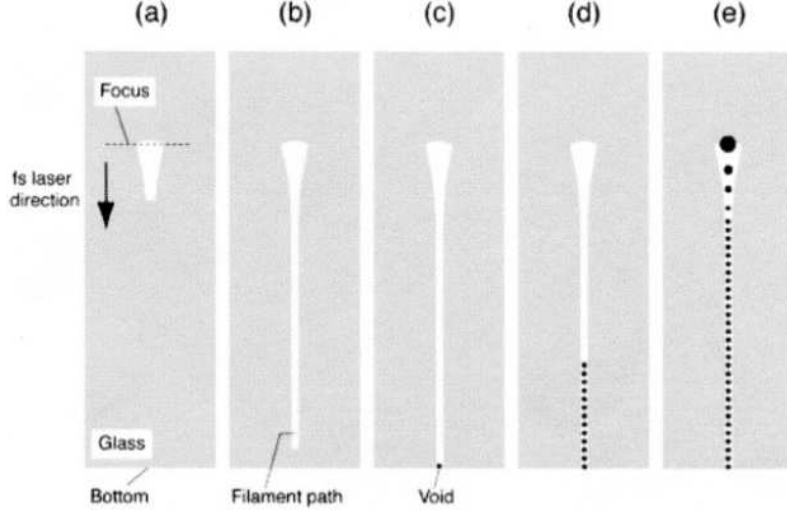 (a) (b) (c) (d) (e)
Focus
fs laser
direction
Glass
Bottom Filament path Void